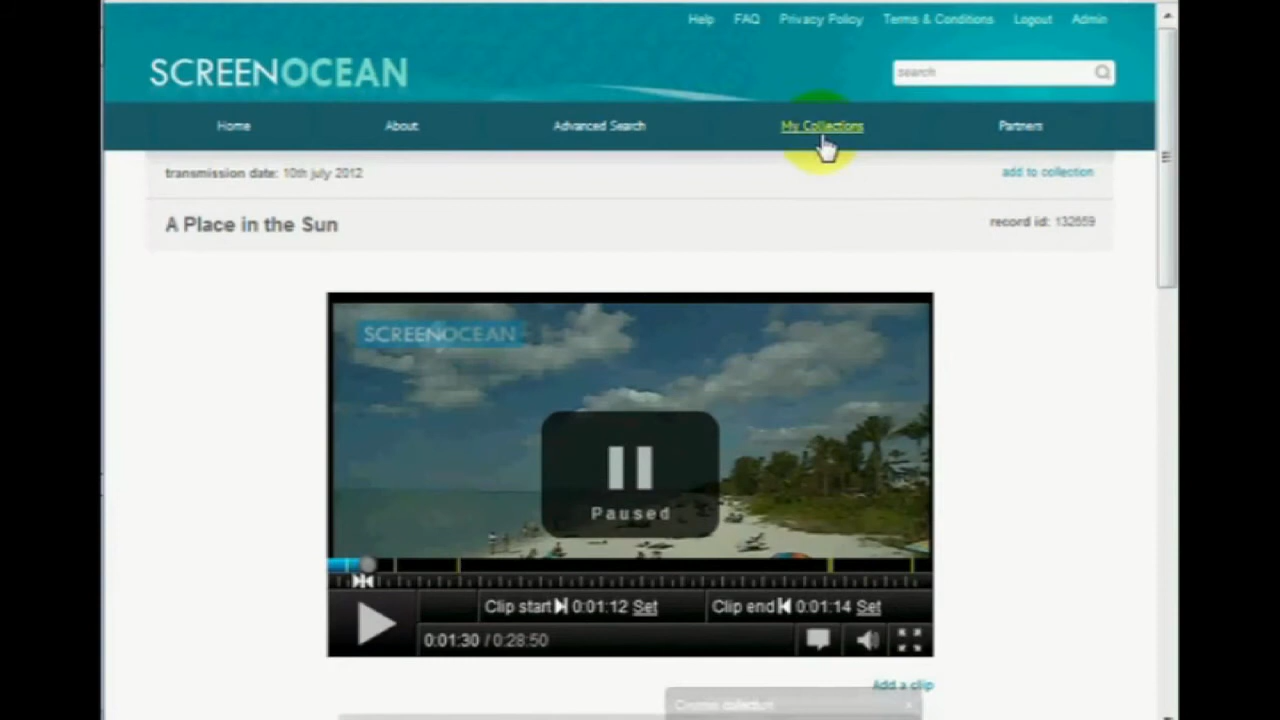 Help FAQ Privacy Policy Terms & Conditions Logout Admin
SCREENOCEAN
search
Home About Advanced Search My Collections Partners
transmission date: 10th july 2012 add to collection
A Place in the Sun record id: 132659
SCREENOCEAN
Paused
Clip start 0:01:12 Set Clip end 0:01:14 Set
0:01:30 / 0:28:50
Add a clip
collection